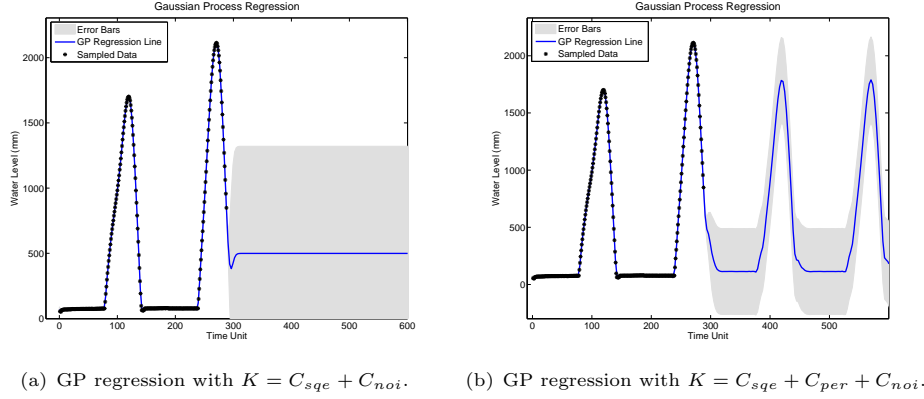 Gaussian Process Regression
Error Bars
GP Regression Line
Sampled Data
Water Level (mm)
2000
1500
1000
500
0
0
100
200
300
400
500
600
Time Unit
(a) GP regression with K = C_sqe + C_noi.
Gaussian Process Regression
Error Bars
GP Regression Line
Sampled Data
Water Level (mm)
2000
1500
1000
500
0
0
100
200
300
400
500
Time Unit
(b) GP regression with K = C_sqe + C_per + C_noi.